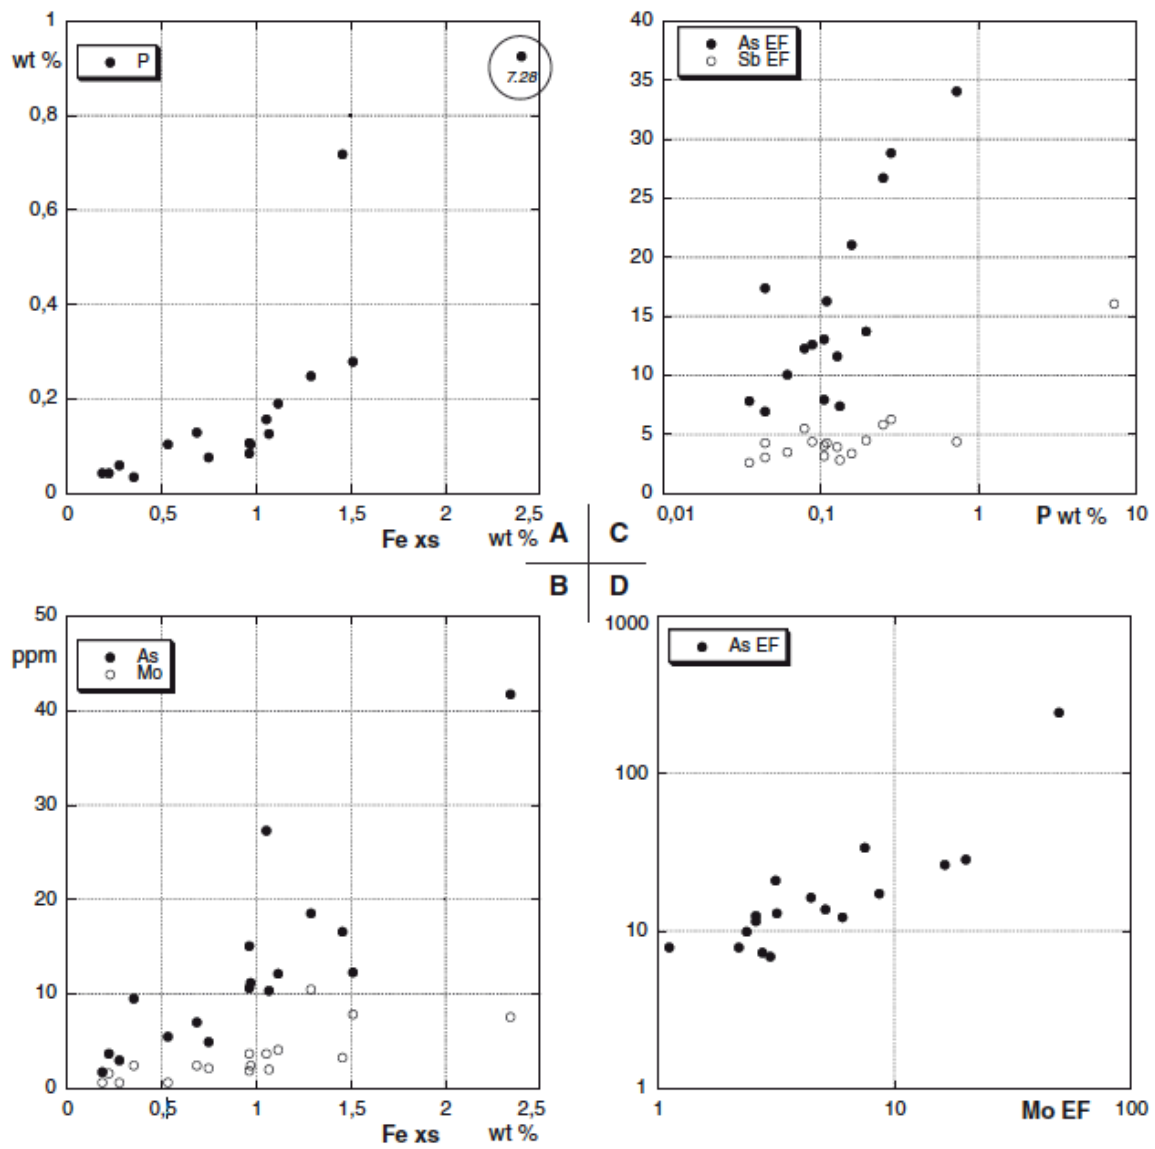 1
wt %
P
7.28
0,8
0,6
0,4
0,2
0
0 0,5 1 1,5 2 2,5
Fe xs wt %
A
40
As EF
Sb EF
35
30
25
20
15
10
5
0
0,01 0,1 1 P wt % 10
C
B
D
50
ppm
As
Mo
40
30
20
10
0
0 0,5 1 1,5 2 2,5
Fe xs wt %
1000
As EF
100
10
1
1 10 Mo EF 100